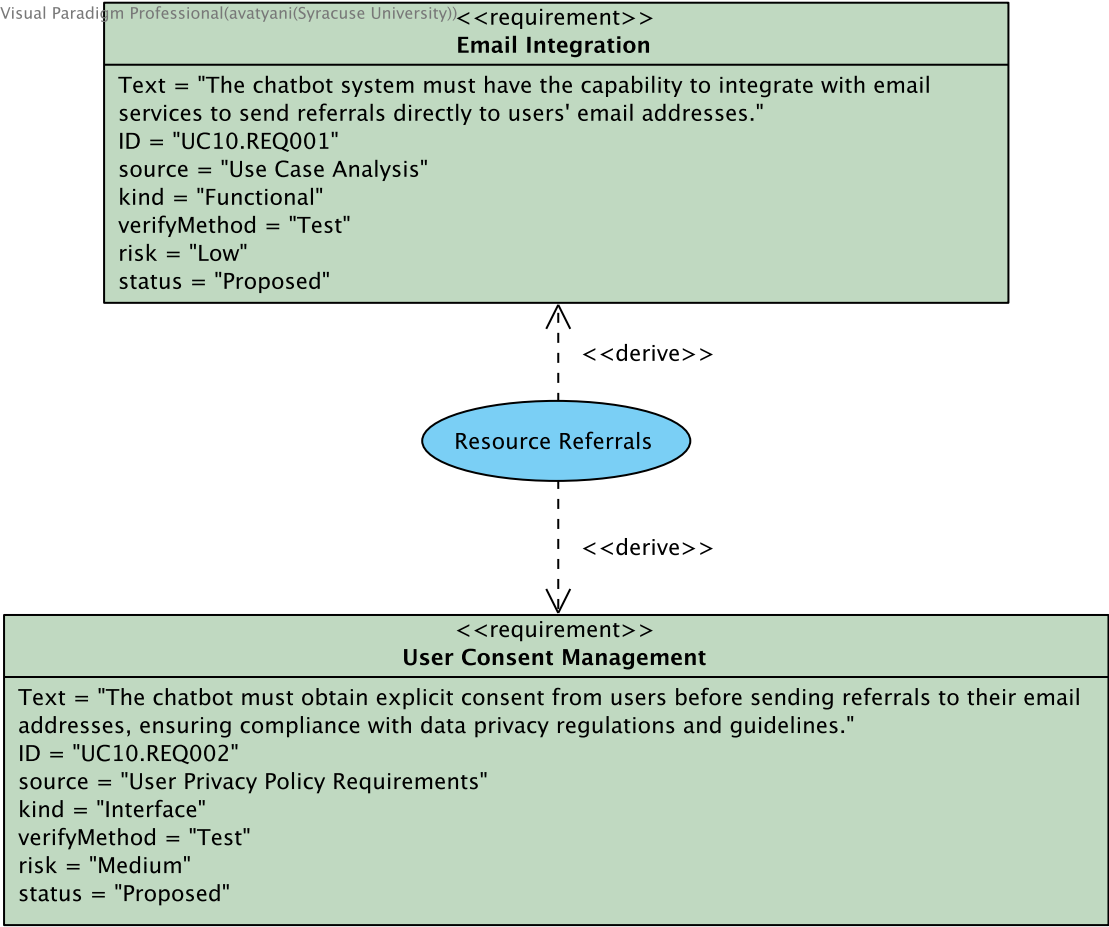 Visual Paradigm Professional(avatyani(Syracuse University))
<<requirement>>
Email Integration
Text = "The chatbot system must have the capability to integrate with email
services to send referrals directly to users' email addresses."
ID = "UC10.REQ001"
source = "Use Case Analysis"
kind = "Functional"
verifyMethod = "Test"
risk = "Low"
status = "Proposed"
<<derive>>
Resource Referrals
<<derive>>
<<requirement>>
User Consent Management
Text = "The chatbot must obtain explicit consent from users before sending referrals to their email
addresses, ensuring compliance with data privacy regulations and guidelines."
ID = "UC10.REQ002"
source = "User Privacy Policy Requirements"
kind = "Interface"
verifyMethod = "Test"
risk = "Medium"
status = "Proposed"